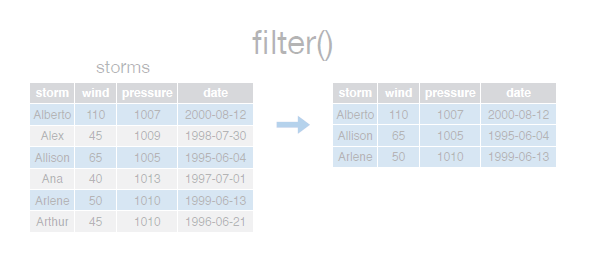 filter()
storms
storm wind pressure date
Alberto 110 1007 2000-08-12
Alex 45 1009 1998-07-30
Allison 65 1005 1995-06-04
Ana 40 1013 1997-07-01
Arlene 50 1010 1999-06-13
Arthur 45 1010 1996-06-21
storm wind pressure date
Alberto 110 1007 2000-08-12
Allison 65 1005 1995-06-04
Arlene 50 1010 1999-06-13